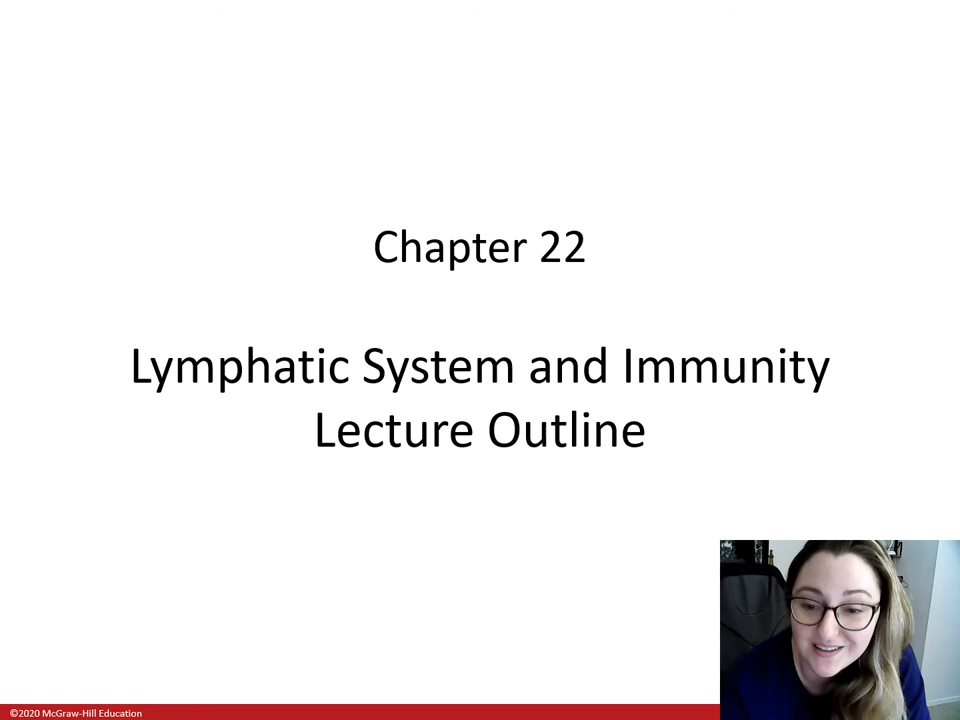 Chapter 22
Lymphatic System and Immunity
Lecture Outline
©2020 McGraw-Hill Education